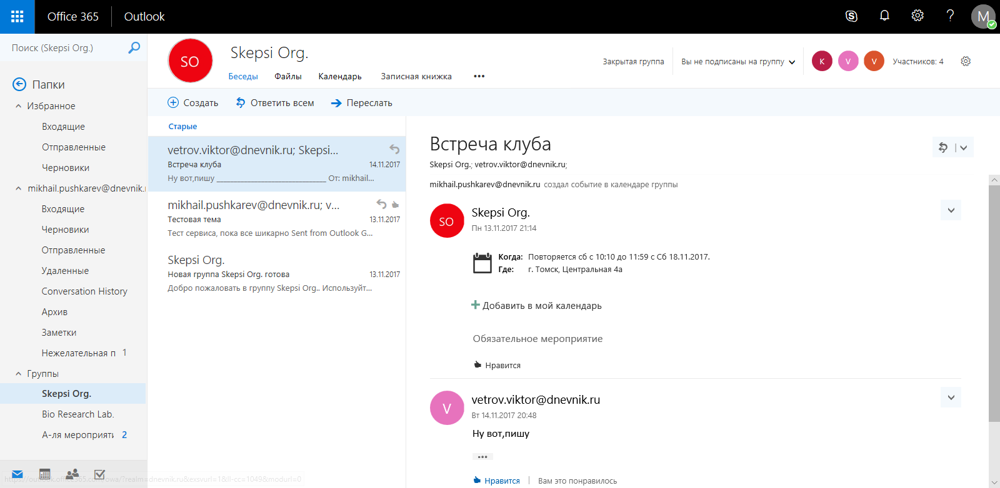 Office 365
Outlook
M
Поиск (Skepsi Org.)
Папки
Избранное
Входящие
Отправленные
Черновики
mikhail.pushkarev@dnevnik.r
Входящие
Черновики
Отправленные
Удаленные
Conversation History
Архив
Заметки
Нежелательная п 1
Группы
Skepsi Org.
Bio Research Lab.
А-ля мероприяти 2
https://outlook.office365.com/owa/?realm=dnevnik.ru&exsvurl=1&ll-cc=1049&modurl=0
SO
Skepsi Org.
Беседы Файлы Календарь Записная книжка •••
Закрытая группа
Вы не подписаны на группу
K V V
Участников: 4
Создать Ответить всем Переслать
Старые
vetrov.viktor@dnevnik.ru; Skepsi...
Встреча клуба 14.11.2017
Ну вот,пишу ________________________________ От: mikhail...
mikhail.pushkarev@dnevnik.ru; v...
Тестовая тема 13.11.2017
Тест сервиса, пока все шикарно Sent from Outlook G...
Skepsi Org.
Новая группа Skepsi Org. готова 13.11.2017
Добро пожаловать в группу Skepsi Org.. Используйт...
Встреча клуба
Skepsi Org.; vetrov.viktor@dnevnik.ru;
mikhail.pushkarev@dnevnik.ru создал событие в календаре группы
SO
Skepsi Org.
Пн 13.11.2017 21:14
Когда: Повторяется сб с 10:10 до 11:59 с Сб 18.11.2017.
Где: г. Томск, Центральная 4а
Добавить в мой календарь
Обязательное мероприятие
Нравится
V
vetrov.viktor@dnevnik.ru
Вт 14.11.2017 20:48
Ну вот,пишу
•••
Нравится | Вам это понравилось